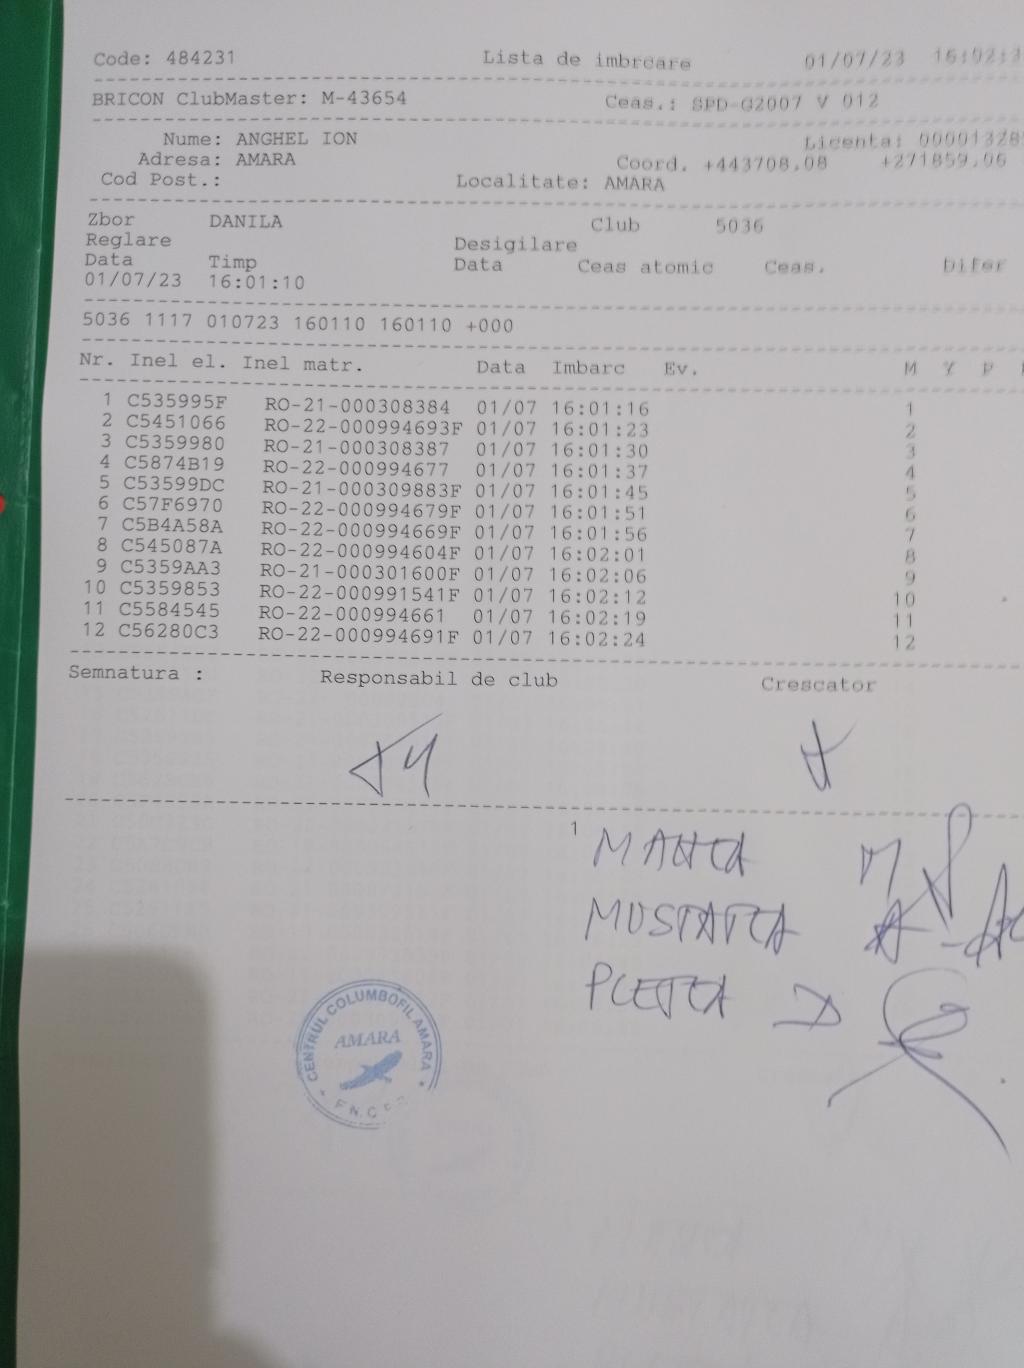 Code: 484231 Lista de imbrcare 01/07/23 16:02:3
BRICON ClubMaster: M-43654 Ceas.: SPD-G2007 V 012
Nume: ANGHEL ION Licenta: 000013285
Adresa: AMARA Coord. +443708.08 +271859.06
Cod Post.: Localitate: AMARA
Zbor DANILA Club 5036
Reglare Desigilare
Data Timp Data Ceas atomic Ceas. Difer
01/07/23 16:01:10
5036 1117 010723 160110 160110 +000
Nr. Inel el. Inel matr. Data Imbarc Ev. M Y P
1 C535995F RO-21-000308384 01/07 16:01:16 1
2 C5451066 RO-22-000994693F 01/07 16:01:23 2
3 C5359980 RO-21-000308387 01/07 16:01:30 3
4 C5874B19 RO-22-000994677 01/07 16:01:37 4
5 C53599DC RO-21-000309883F 01/07 16:01:45 5
6 C57F6970 RO-22-000994679F 01/07 16:01:51 6
7 C5B4A58A RO-22-000994669F 01/07 16:01:56 7
8 C545087A RO-22-000994604F 01/07 16:02:01 8
9 C5359AA3 RO-21-000301600F 01/07 16:02:06 9
10 C5359853 RO-22-000991541F 01/07 16:02:12 10
11 C5584545 RO-22-000994661 01/07 16:02:19 11
12 C56280C3 RO-22-000994691F 01/07 16:02:24 12
Semnatura : Responsabil de club Crescator
1
MANTEA M
MUSTATEA A
PLETEA D
CENTRUL COLUMBOFIL AMARA
AMARA